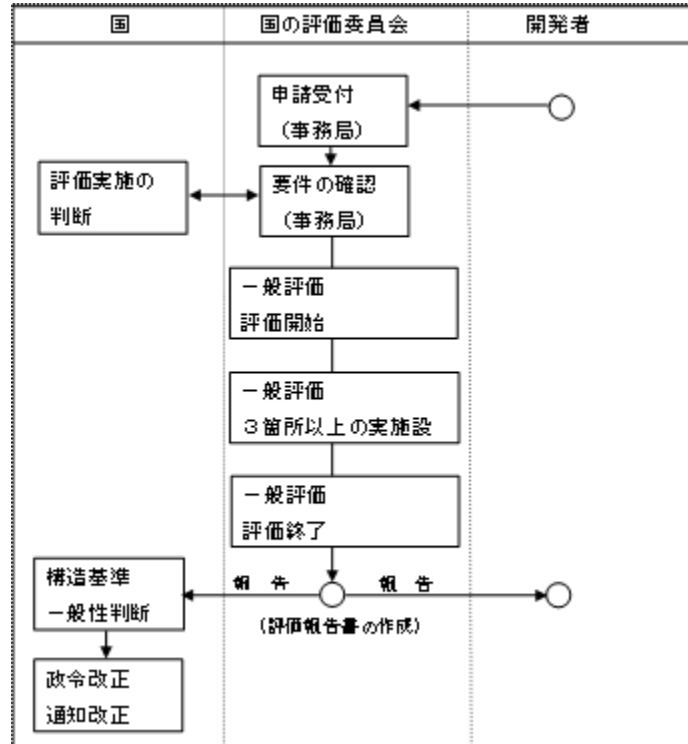 国 国の評価委員会 開発者
申請受付
(事務局)
評価実施の
判断
要件の確認
(事務局)
一般評価
評価開始
一般評価
3箇所以上の実施設
一般評価
評価終了
構造基準
一般性判断
報 告 報 告
(評価報告書の作成)
政令改正
通知改正